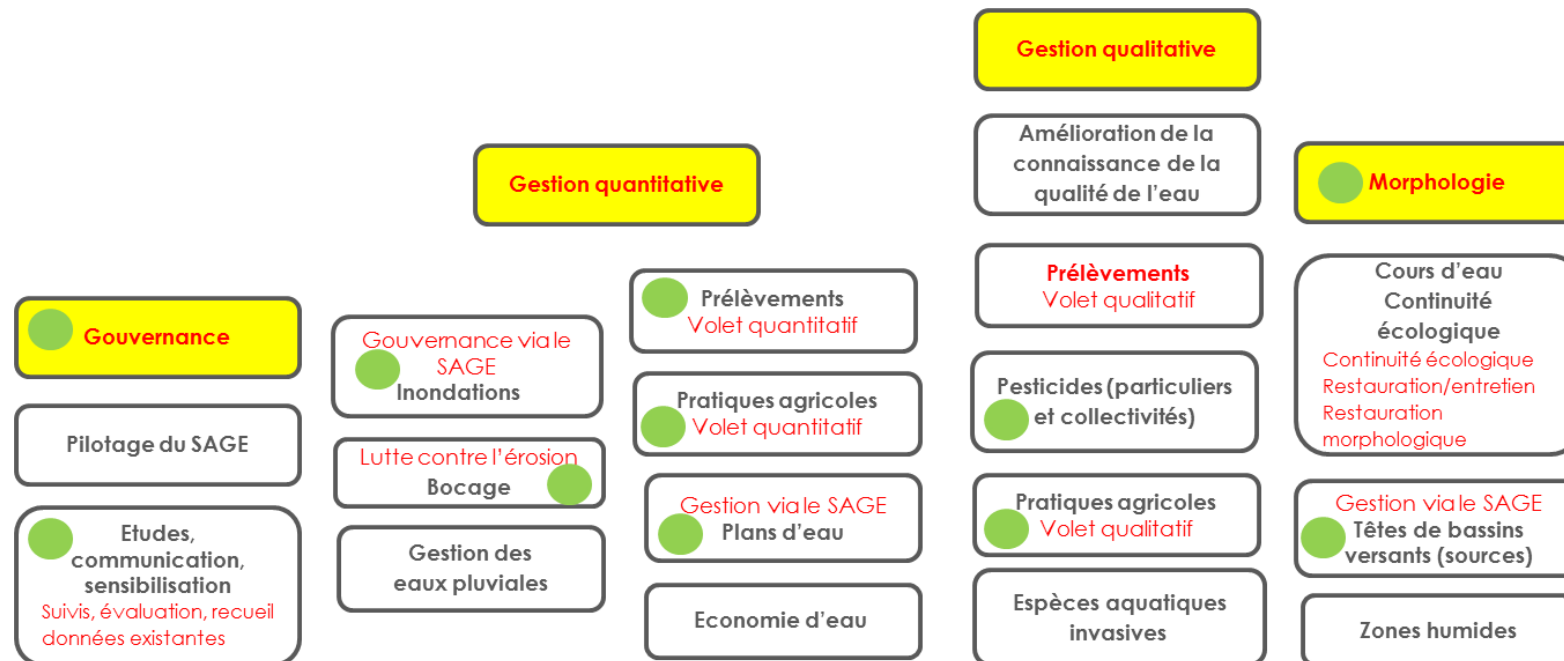 Gouvernance
Pilotage du SAGE
Etudes,
communication,
sensibilisation
Suivis, évaluation, recueil
données existantes
Gestion quantitative
Gouvernance via le
SAGE
Inondations
Lutte contre l'érosion
Bocage
Gestion des
eaux pluviales
Prélèvements
Volet quantitatif
Pratiques agricoles
Volet quantitatif
Gestion via le SAGE
Plans d'eau
Economie d'eau
Gestion qualitative
Amélioration de la
connaissance de la
qualité de l'eau
Prélèvements
Volet qualitatif
Pesticides (particuliers
et collectivités)
Pratiques agricoles
Volet qualitatif
Espèces aquatiques
invasives
Morphologie
Cours d'eau
Continuité
écologique
Continuité écologique
Restauration/entretien
Restauration
morphologique
Gestion via le SAGE
Têtes de bassins
versants (sources)
Zones humides